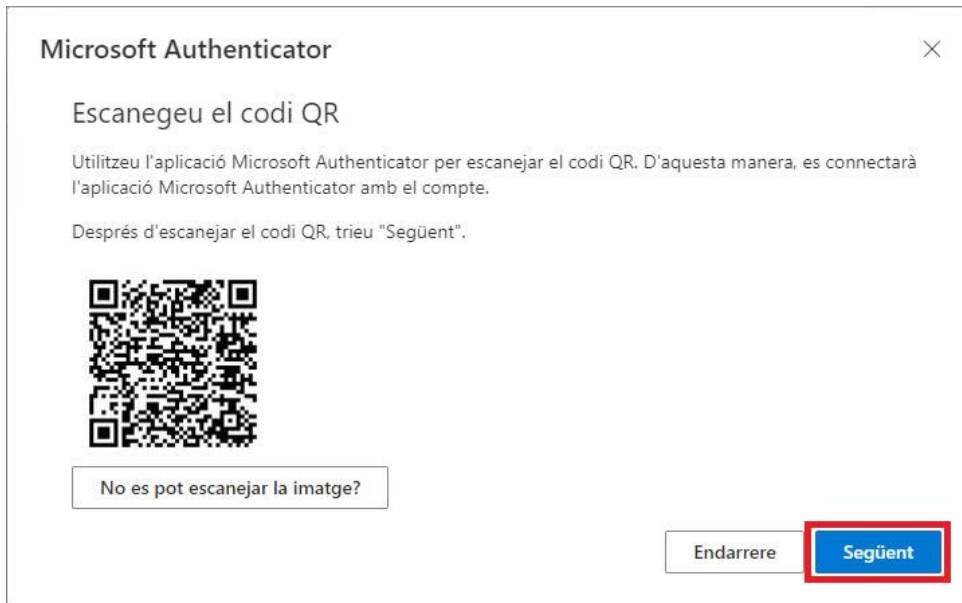 Microsoft Authenticator
Escanegeu el codi QR
Utilitzeu l'aplicació Microsoft Authenticator per escanejar el codi QR. D'aquesta manera, es connectarà
l'aplicació Microsoft Authenticator amb el compte.
Després d'escanejar el codi QR, trieu "Següent".
No es pot escanejar la imatge?
Endarrere
Següent